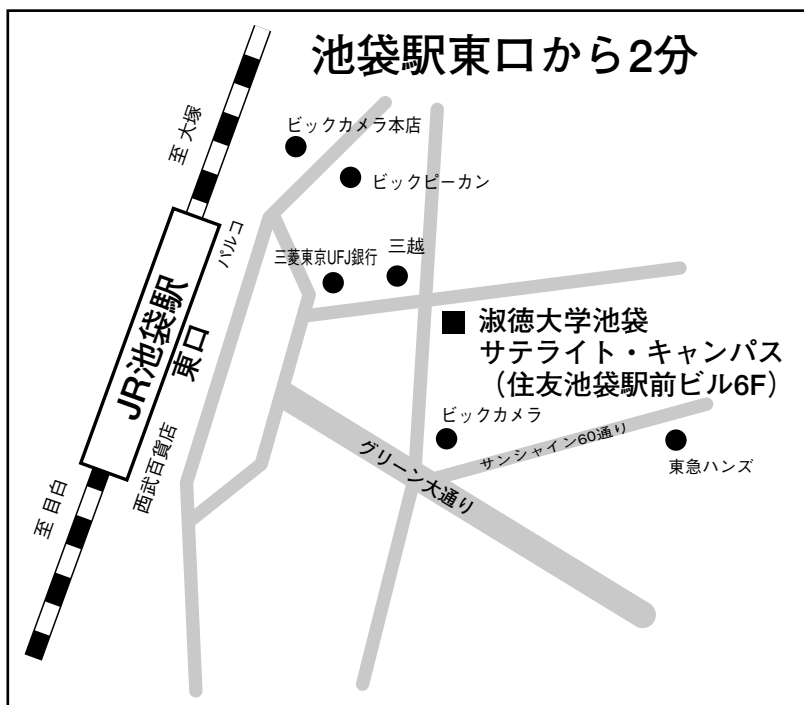 池袋駅東口から2分
至 大塚
ビックカメラ本店
ビックピーカン
パルコ
三菱東京UFJ銀行
三越
JR池袋駅
東口
淑徳大学池袋
サテライト・キャンパス
（住友池袋駅前ビル6F）
ビックカメラ
サンシャイン60通り
東急ハンズ
グリーン大通り
西武百貨店
至 目白